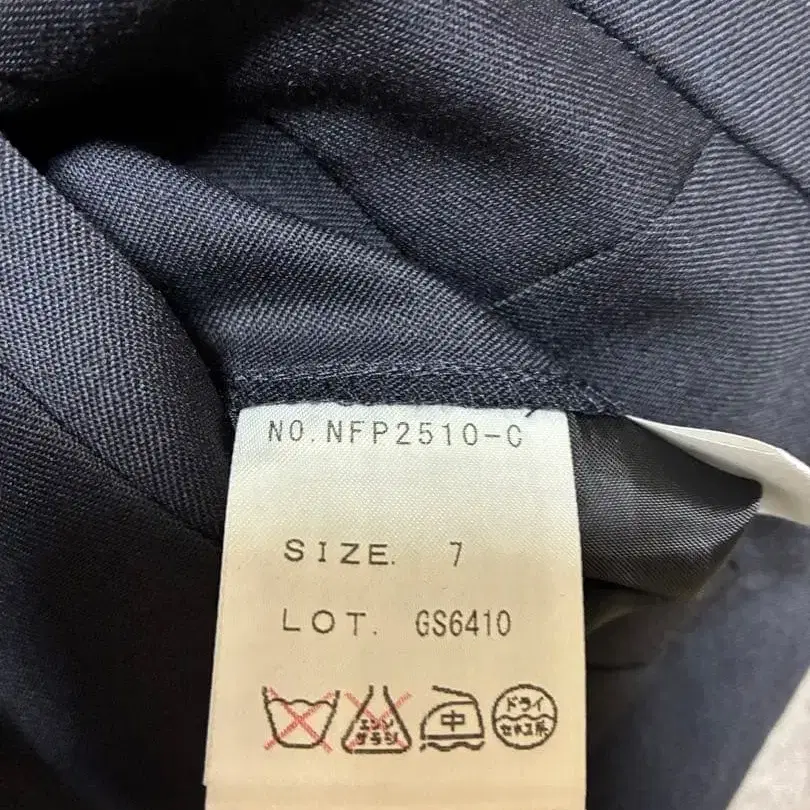 NO.NFP2510-C
SIZE. 7
LOT. GS6410
エンソ
サラシ
中
ドライ
セキユ系